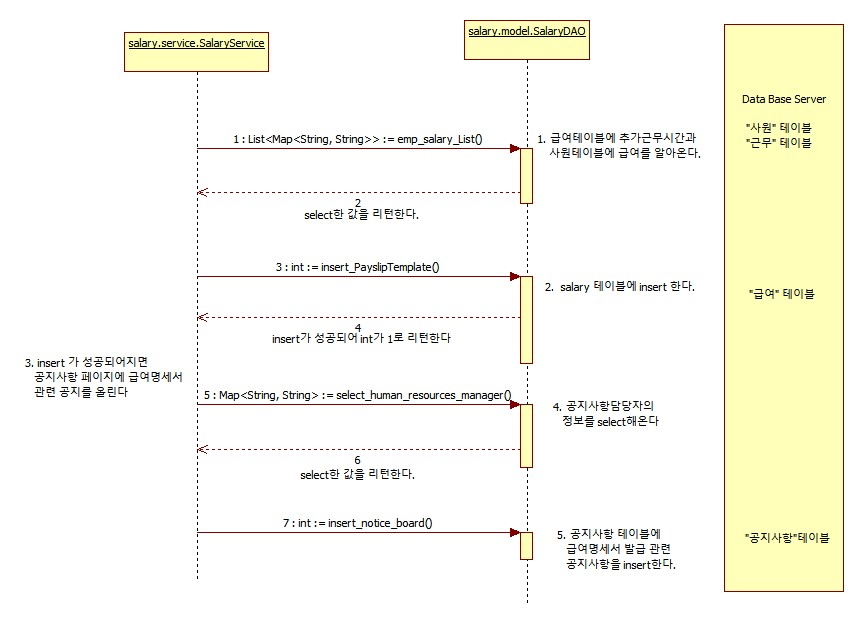 salary.service.SalaryService
salary.model.SalaryDAO
Data Base Server
"사원" 테이블
"근무" 테이블
1 : List<Map<String, String>> := emp_salary_List()
1. 급여테이블에 추가근무시간과
사원테이블에 급여를 알아온다.
2
select한 값을 리턴한다.
3 : int := insert_PayslipTemplate()
2. salary 테이블에 insert 한다.
"급여" 테이블
4
insert가 성공되어 int가 1로 리턴한다
3. insert 가 성공되어지면
공지사항 페이지에 급여명세서
관련 공지를 올린다
5 : Map<String, String> := select_human_resources_manager()
4. 공지사항담당자의
정보를 select해온다
6
select한 값을 리턴한다.
7 : int := insert_notice_board()
5. 공지사항 테이블에
급여명세서 발급 관련
공지사항을 insert한다.
"공지사항"테이블